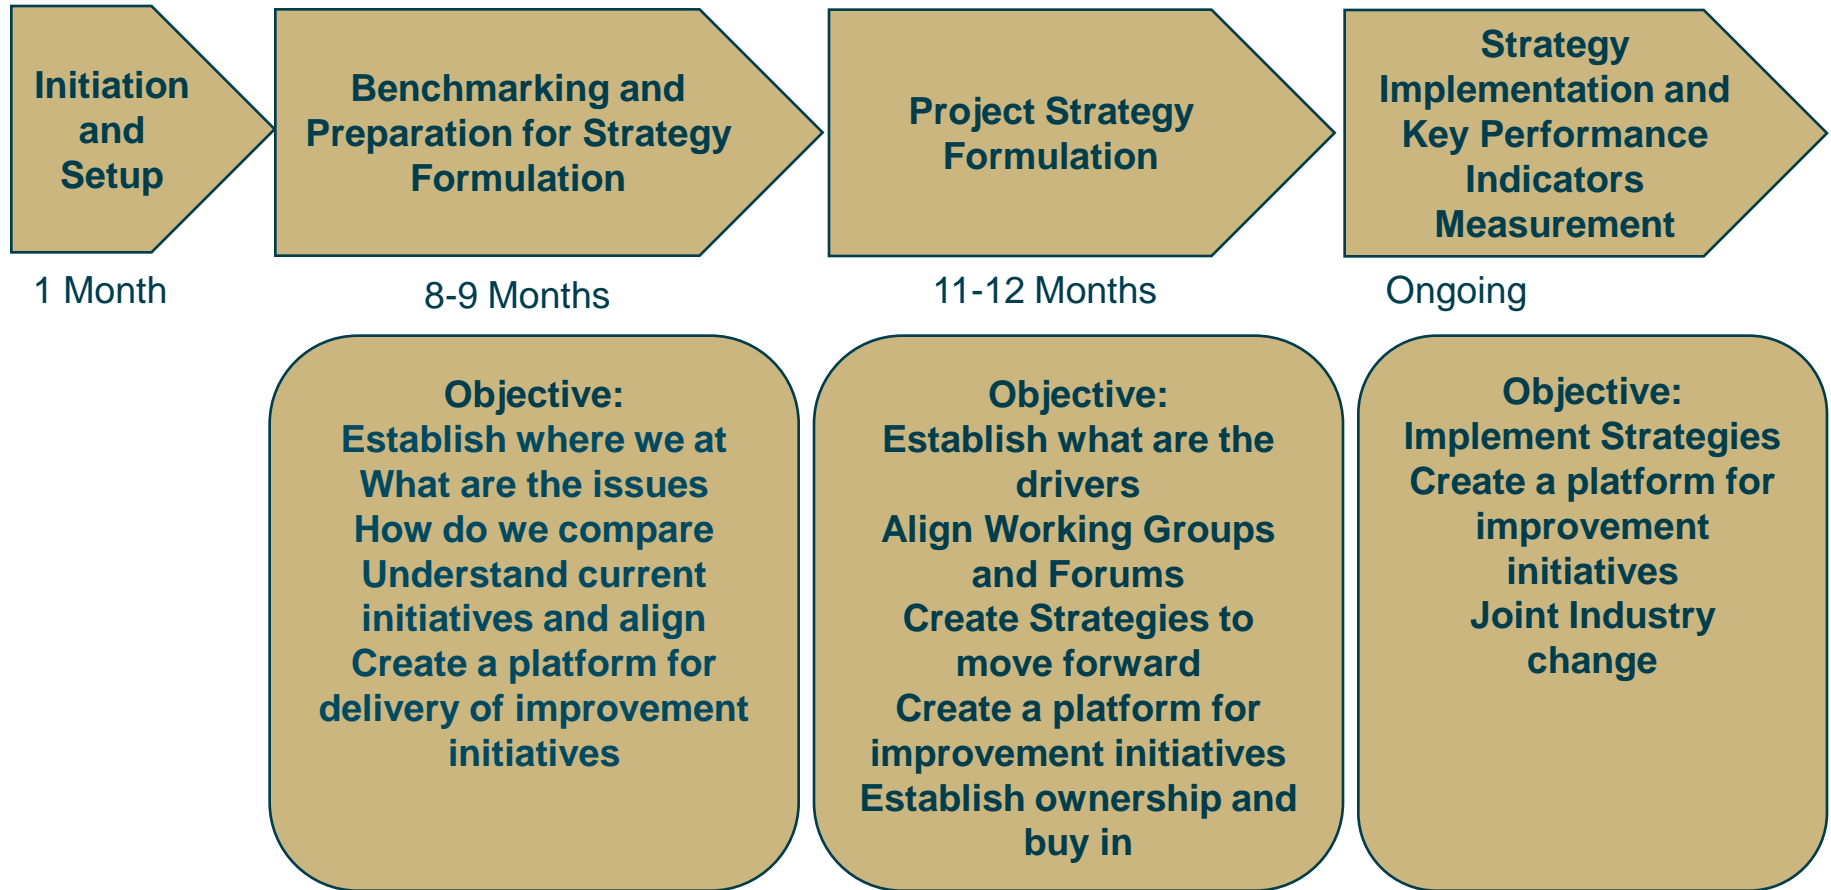 Initiation
and
Setup
Benchmarking and
Preparation for Strategy
Formulation
Project Strategy
Formulation
Strategy
Implementation and
Key Performance
Indicators
Measurement
1 Month
8-9 Months
11-12 Months
Ongoing
Objective:
Establish where we at
What are the issues
How do we compare
Understand current
initiatives and align
Create a platform for
delivery of improvement
initiatives
Objective:
Establish what are the
drivers
Align Working Groups
and Forums
Create Strategies to
move forward
Create a platform for
improvement initiatives
Establish ownership and
buy in
Objective:
Implement Strategies
Create a platform for
improvement
initiatives
Joint Industry
change